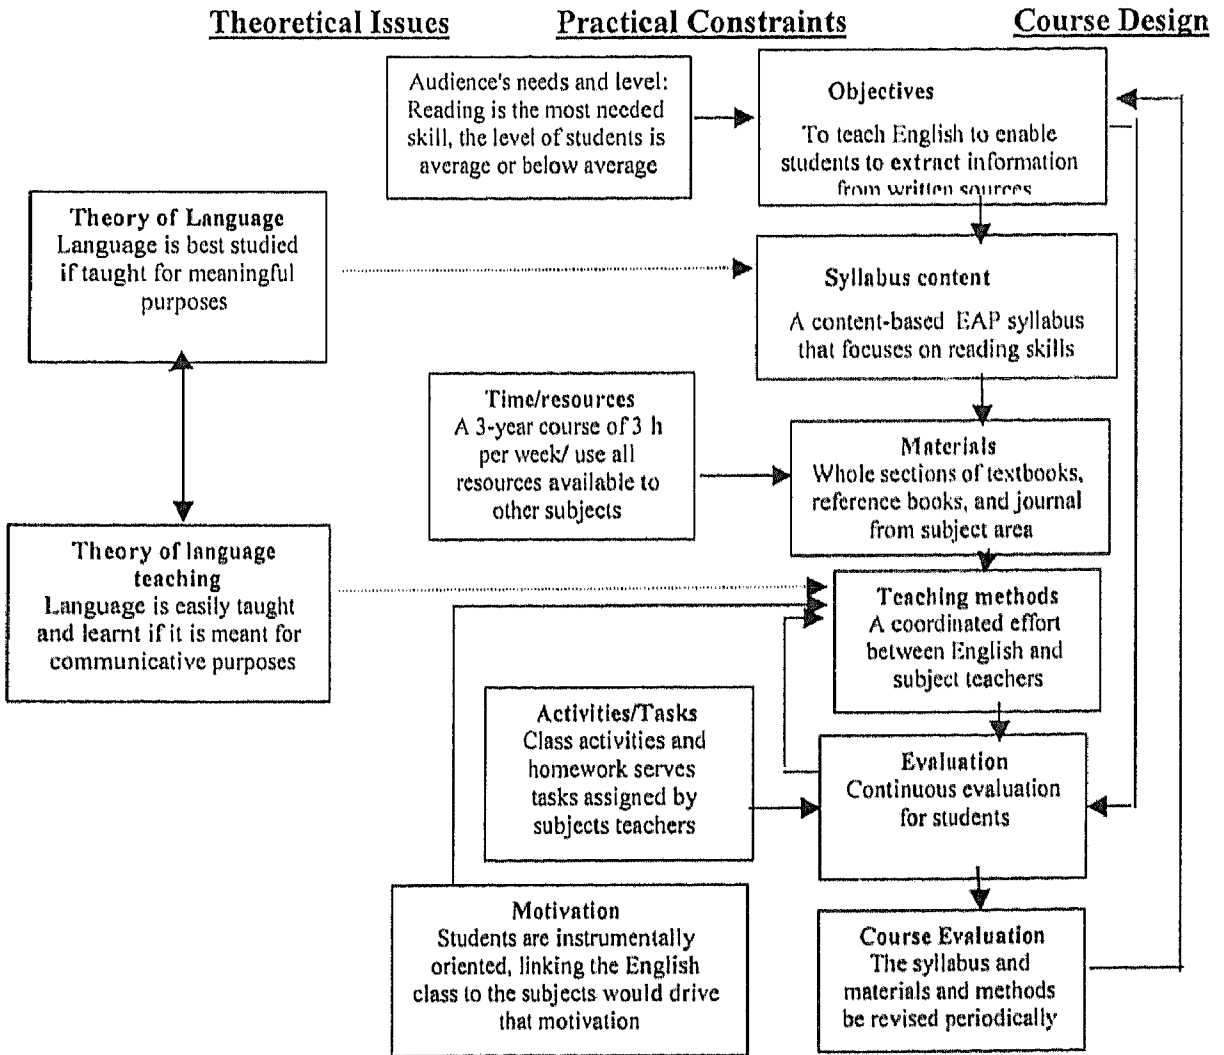 Theoretical Issues
Practical Constraints
Course Design
Audience's needs and level:
Reading is the most needed
skill, the level of students is
average or below average
Objectives
To teach English to enable
students to extract information
from written sources
Theory of Language
Language is best studied
if taught for meaningful
purposes
Syllabus content
A content-based EAP syllabus
that focuses on reading skills
Time/resources
A 3-year course of 3 h
per week/ use all
resources available to
other subjects
Materials
Whole sections of textbooks,
reference books, and journal
from subject area
Theory of language
teaching
Language is easily taught
and learnt if it is meant for
communicative purposes
Teaching methods
A coordinated effort
between English and
subject teachers
Activities/Tasks
Class activities and
homework serves
tasks assigned by
subjects teachers
Evaluation
Continuous evaluation
for students
Motivation
Students are instrumentally
oriented, linking the English
class to the subjects would drive
that motivation
Course Evaluation
The syllabus and
materials and methods
be revised periodically